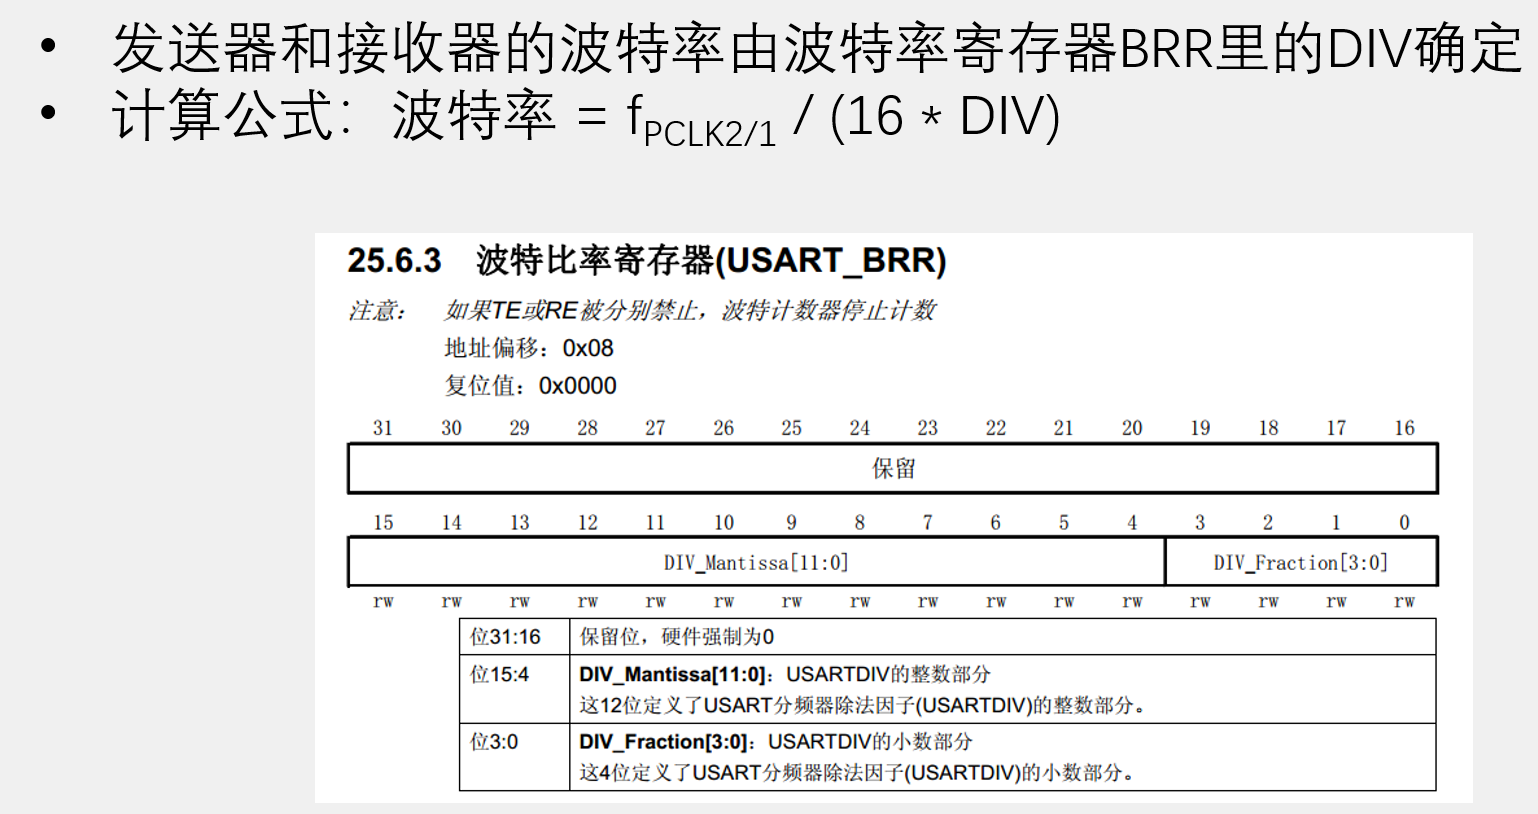 • 发送器和接收器的波特率由波特率寄存器BRR里的DIV确定
• 计算公式：波特率 = fPCLK2/1 / (16 * DIV)
25.6.3 波特比率寄存器(USART_BRR)
注意： 如果TE或RE被分别禁止，波特计数器停止计数
地址偏移：0x08
复位值：0x0000
31 30 29 28 27 26 25 24 23 22 21 20 19 18 17 16
保留
15 14 13 12 11 10 9 8 7 6 5 4 3 2 1 0
DIV_Mantissa[11:0] DIV_Fraction[3:0]
rw rw rw rw rw rw rw rw rw rw rw rw rw rw rw rw
位31:16 保留位，硬件强制为0
位15:4 DIV_Mantissa[11:0]：USARTDIV的整数部分
这12位定义了USART分频器除法因子(USARTDIV)的整数部分。
位3:0 DIV_Fraction[3:0]：USARTDIV的小数部分
这4位定义了USART分频器除法因子(USARTDIV)的小数部分。